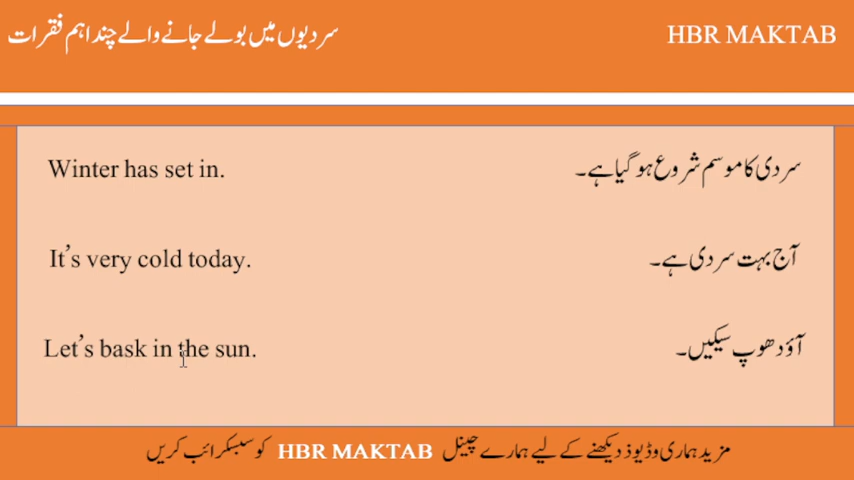 سردیوں میں بولے جانے والے چند اہم فقرات HBR MAKTAB
Winter has set in. سردی کا موسم شروع ہو گیا ہے۔
It's very cold today. آج بہت سردی ہے۔
Let's bask in the sun. آؤ دھوپ سیکیں۔
مزید ہماری وڈیوذ دیکھنے کے لیے ہمارے چینل HBR MAKTAB کو سبسکرائب کریں